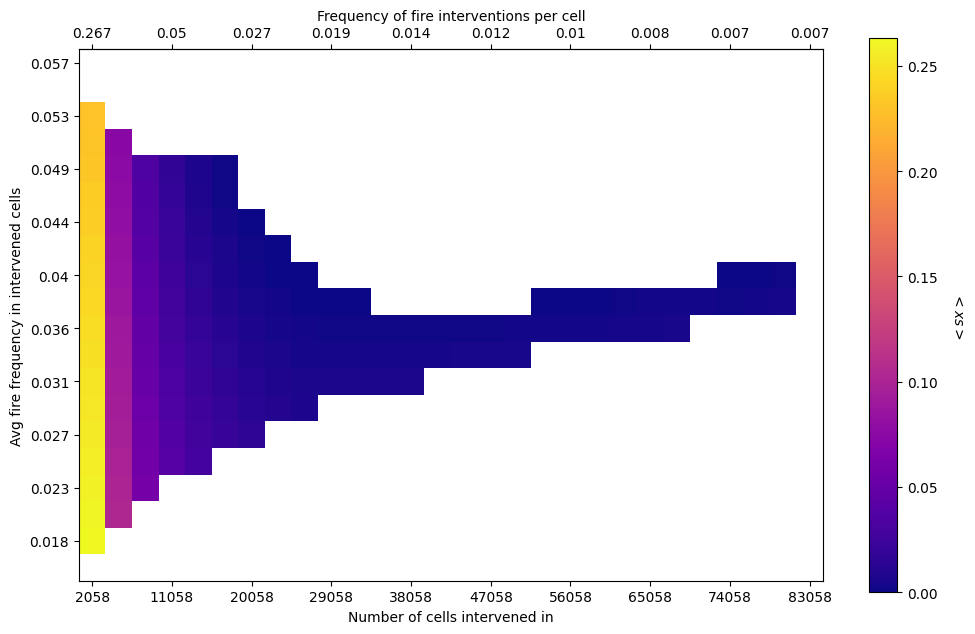 Frequency of fire interventions per cell
0.267 0.05 0.027 0.019 0.014 0.012 0.01 0.008 0.007 0.007
0.057
0.053
0.049
0.044
0.04
0.036
0.031
0.027
0.023
0.018
Avg fire frequency in intervened cells
2058 11058 20058 29058 38058 47058 56058 65058 74058 83058
Number of cells intervened in
0.25
0.20
0.15
0.10
0.05
0.00
< sx >